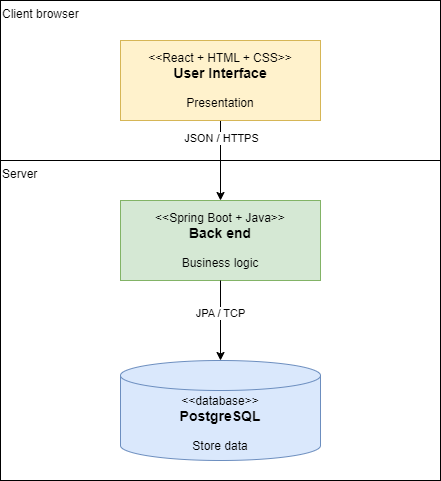 Client browser
<<React + HTML + CSS>>
User Interface
Presentation
JSON / HTTPS
Server
<<Spring Boot + Java>>
Back end
Business logic
JPA / TCP
<<database>>
PostgreSQL
Store data